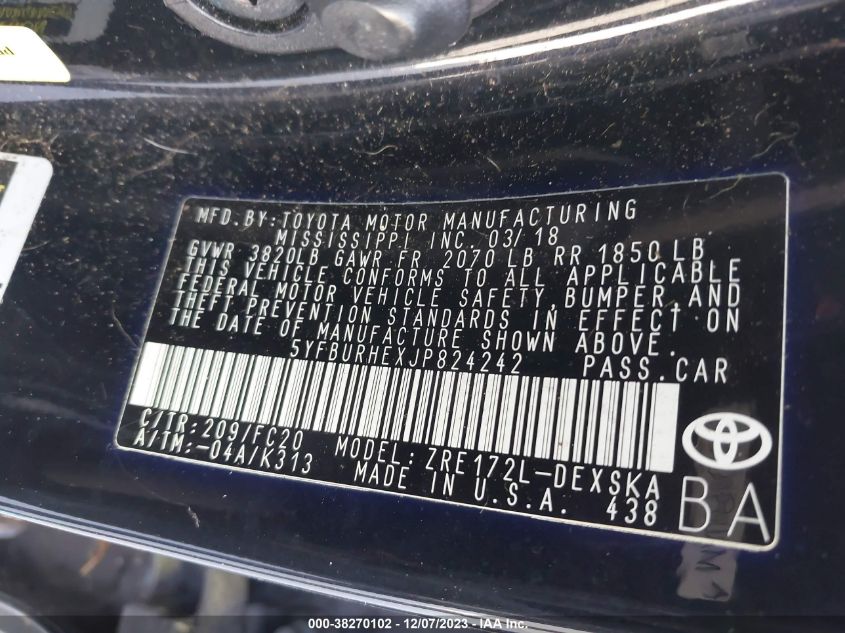 MFD. BY: TOYOTA MOTOR MANUFACTURING
MISSISSIPPI INC. 03/18
GVWR 3820LB GAWR FR 2070 LB RR 1850 LB
THIS VEHICLE CONFORMS TO ALL APPLICABLE
FEDERAL MOTOR VEHICLE SAFETY, BUMPER AND
THEFT PREVENTION STANDARDS IN EFFECT ON
THE DATE OF MANUFACTURE SHOWN ABOVE.
5YFBURHEXJP824242 PASS. CAR
C/TR: 209/FC20 MODEL: ZRE172L-DEXSKA
A/TM: -04A/K313 MADE IN U.S.A. 438
BA
000-38270102 - 12/07/2023 - IAA Inc.